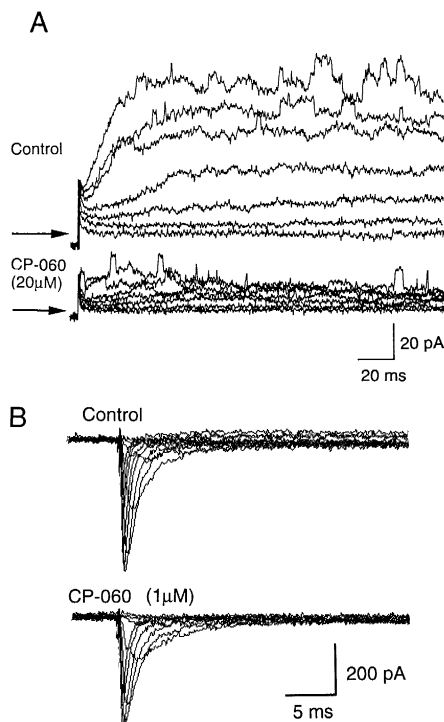 A
Control
CP-060
(20μM)
20 pA
20 ms
B
Control
CP-060 (1μM)
200 pA
5 ms